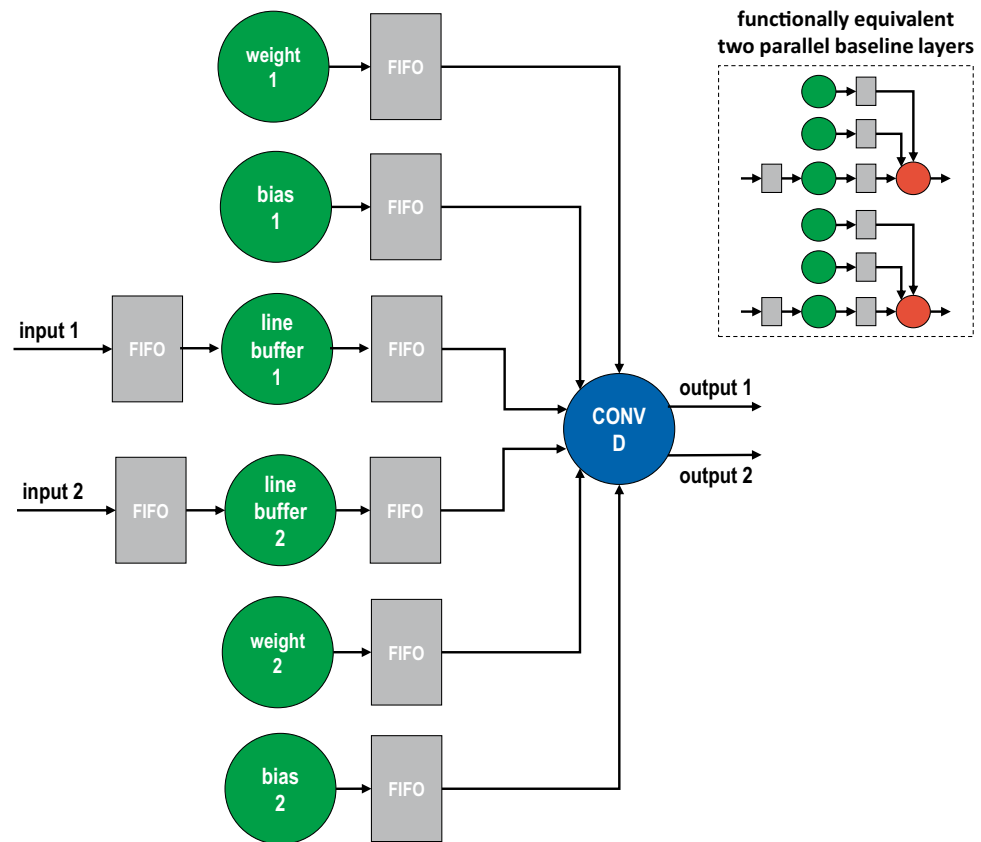 functionally equivalent
two parallel baseline layers
weight
1
FIFO
bias
1
FIFO
input 1
FIFO
line
buffer
1
FIFO
CONV
D
output 1
output 2
input 2
FIFO
line
buffer
2
FIFO
weight
2
FIFO
bias
2
FIFO